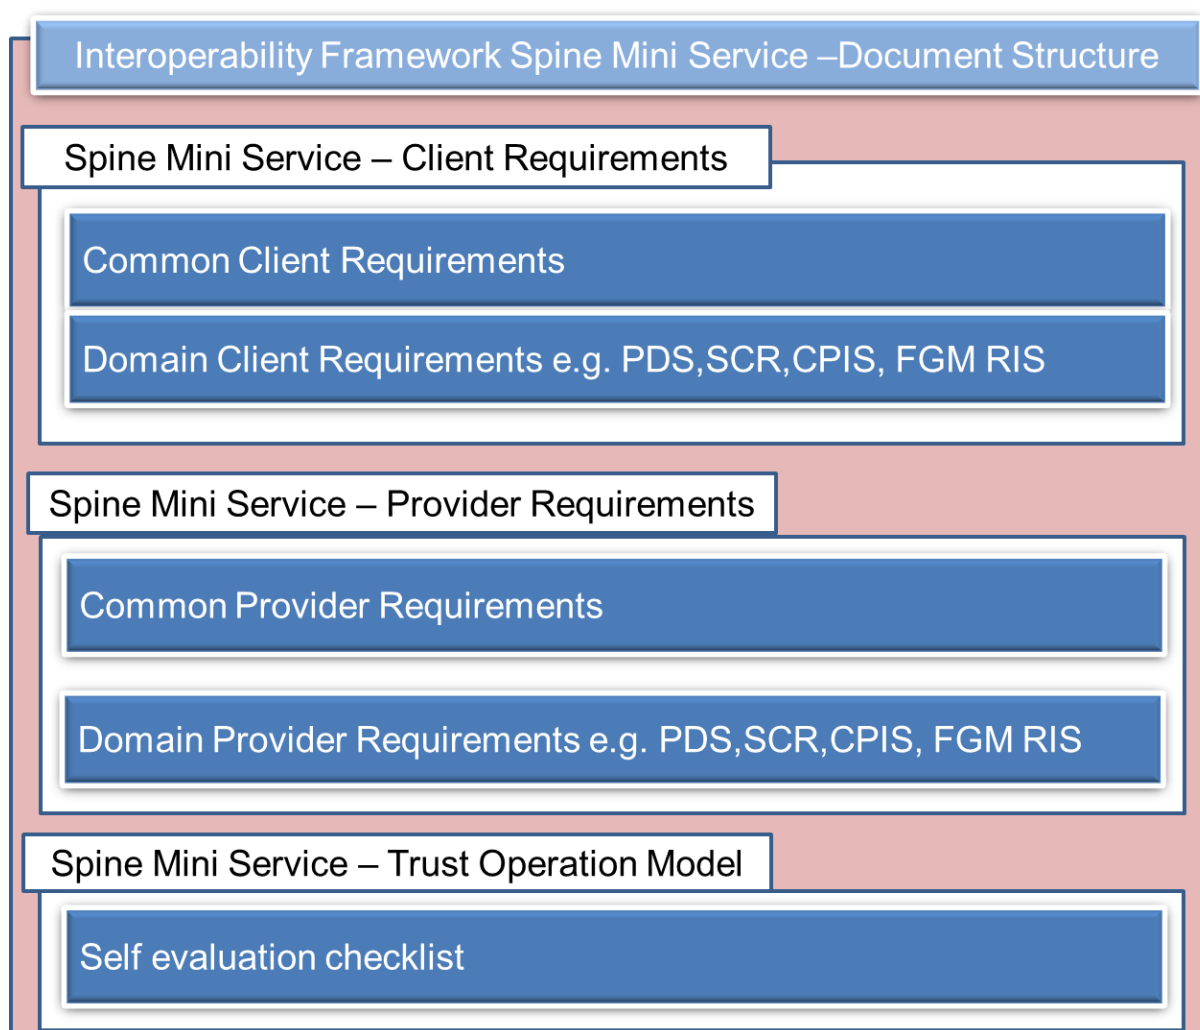 Interoperability Framework Spine Mini Service –Document Structure
Spine Mini Service – Client Requirements
Common Client Requirements
Domain Client Requirements e.g. PDS,SCR,CPIS, FGM RIS
Spine Mini Service – Provider Requirements
Common Provider Requirements
Domain Provider Requirements e.g. PDS,SCR,CPIS, FGM RIS
Spine Mini Service – Trust Operation Model
Self evaluation checklist